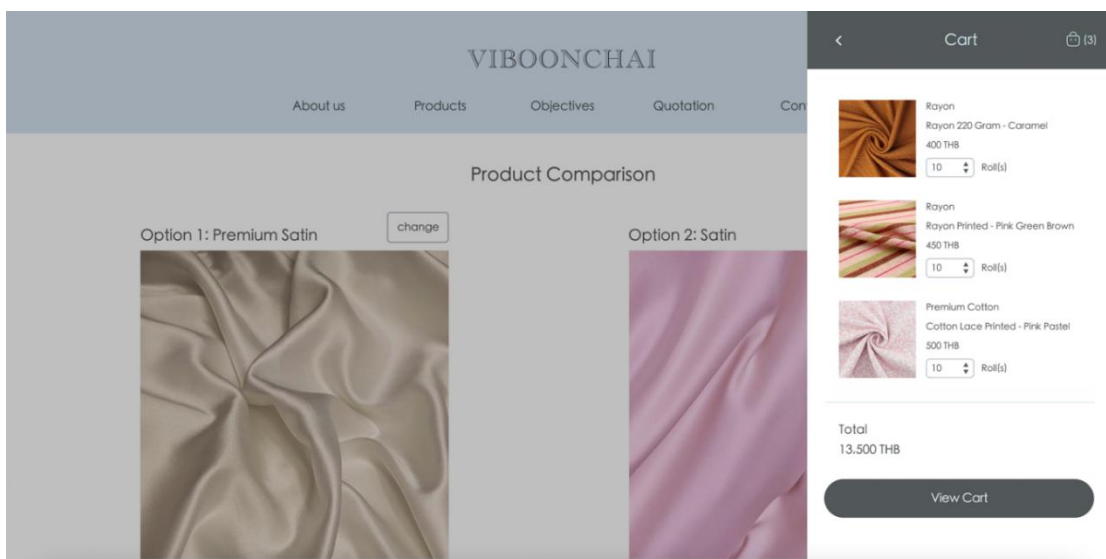 VIBOONCHAI
About us Products Objectives Quotation Con
Product Comparison
Option 1: Premium Satin change
Option 2: Satin
Cart (3)
Rayon
Rayon 220 Gram - Caramel
400 THB
10 Roll(s)
Rayon
Rayon Printed - Pink Green Brown
450 THB
10 Roll(s)
Premium Cotton
Cotton Lace Printed - Pink Pastel
500 THB
10 Roll(s)
Total
13,500 THB
View Cart